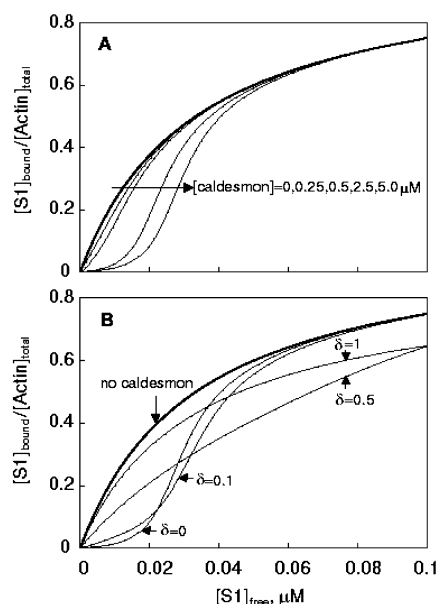 A
0.8
0.6
0.4
0.2
0
[S1]bound/[Actin]total
[caldesmon]=0,0.25,0.5,2.5,5.0 μM
B
0.8
0.6
0.4
0.2
0
[S1]bound/[Actin]total
no caldesmon
δ=1
δ=0.5
δ=0.1
δ=0
0 0.02 0.04 0.06 0.08 0.1
[S1]free, μM